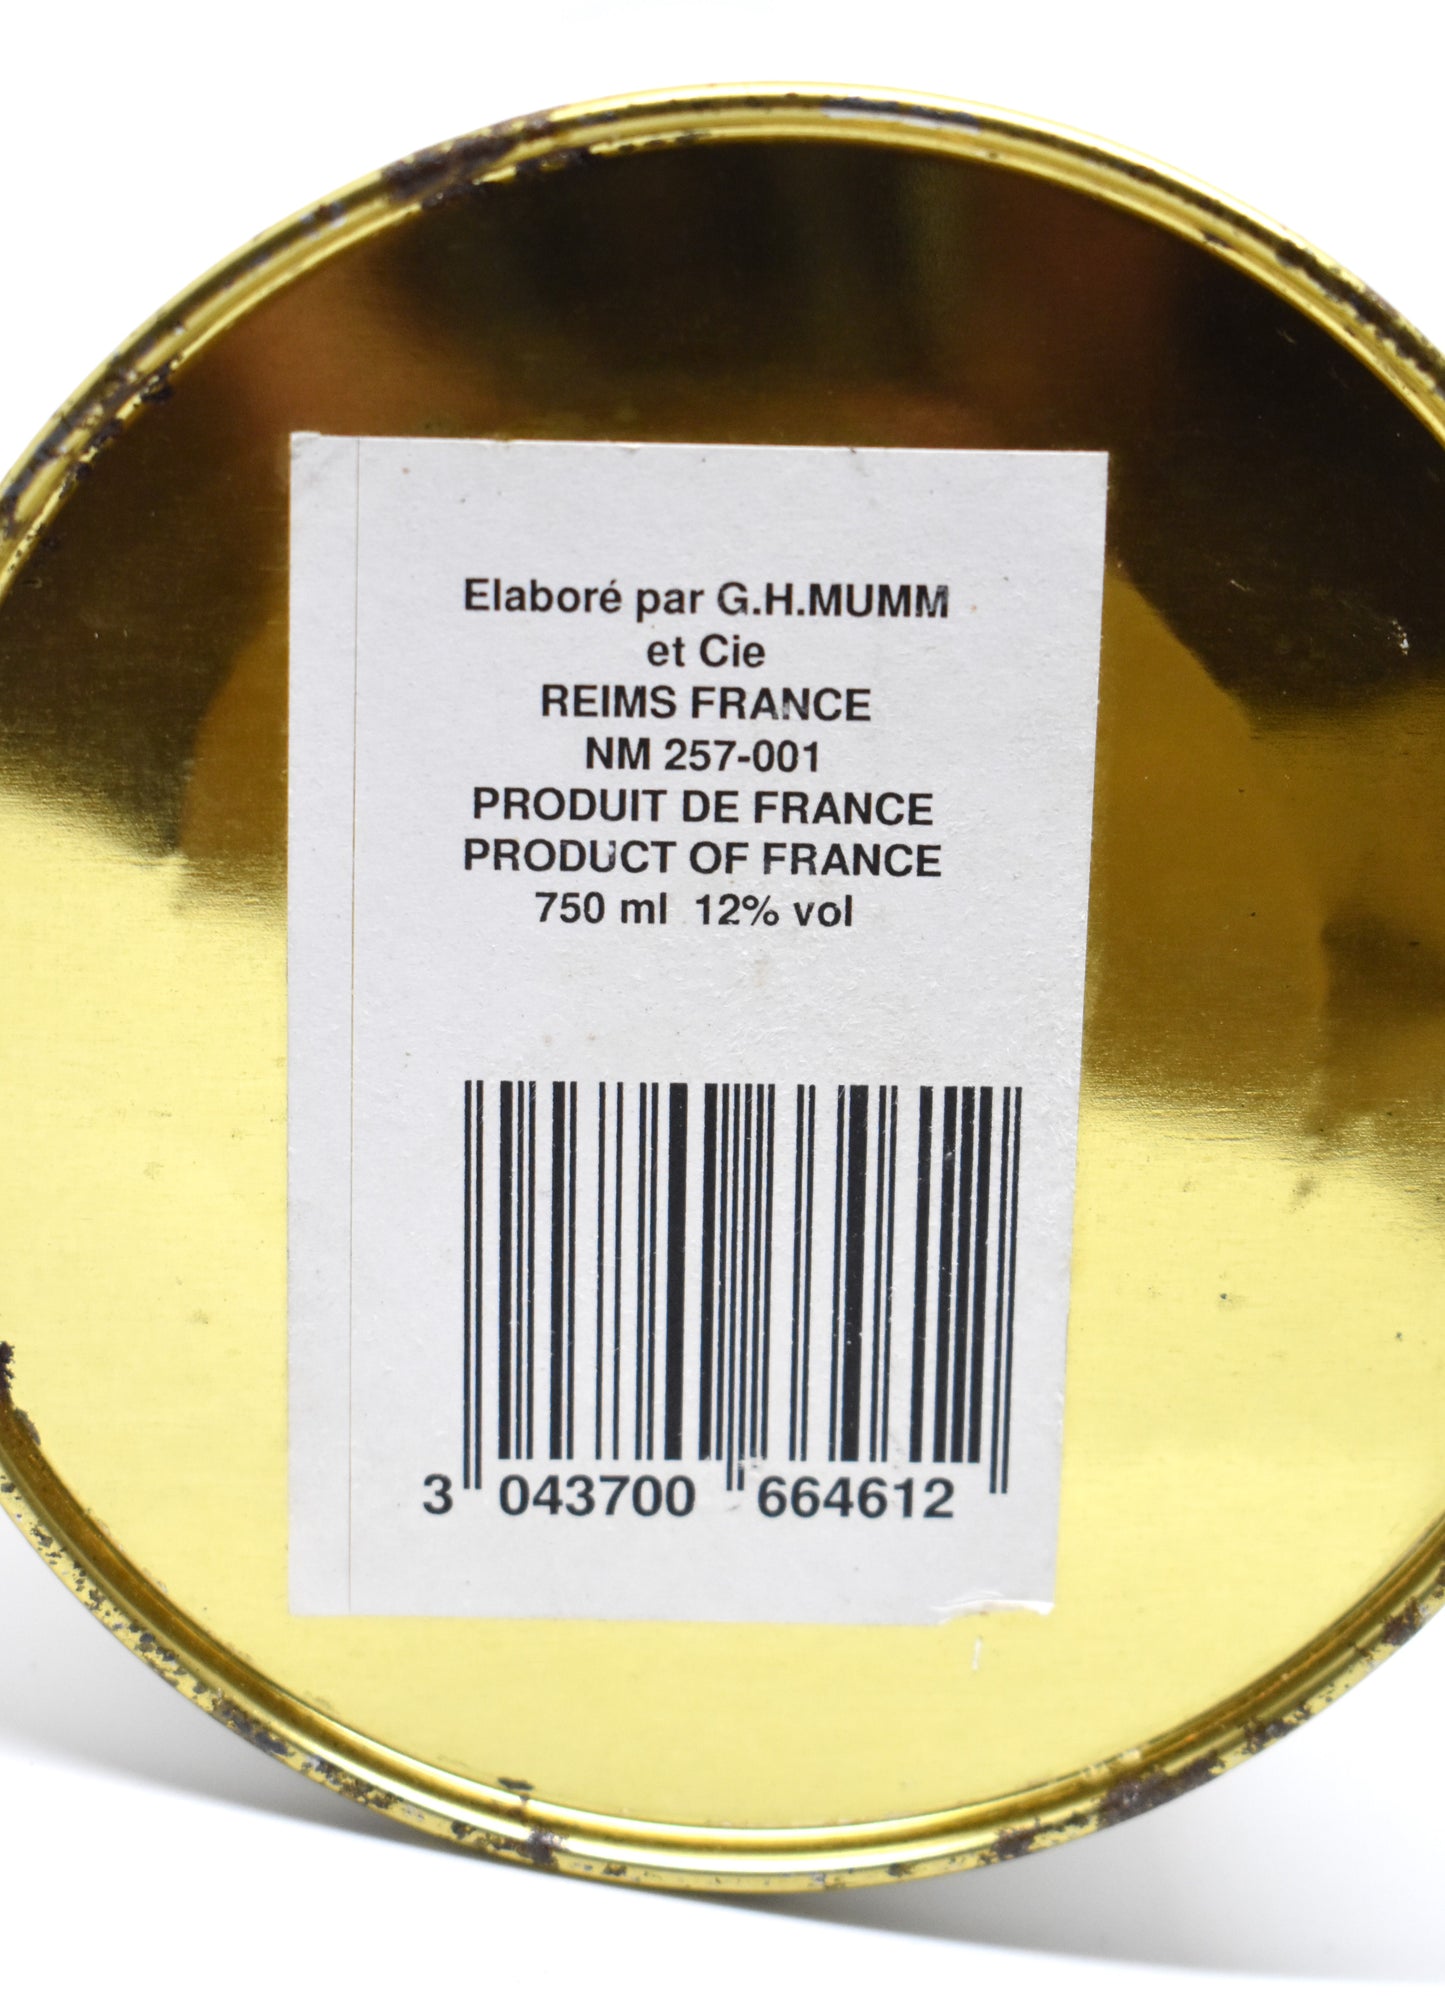 Elaboré par G.H.MUMM
et Cie
REIMS FRANCE
NM 257-001
PRODUIT DE FRANCE
PRODUCT OF FRANCE
750 ml 12% vol
3 043700 664612